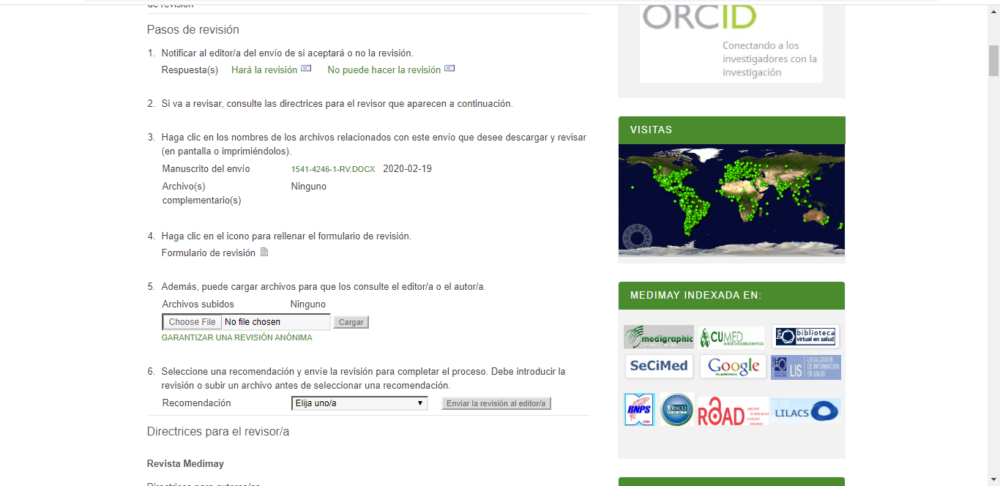 de revisión
Pasos de revisión
1. Notificar al editor/a del envío de si aceptará o no la revisión.
Respuesta(s) Hará la revisión No puede hacer la revisión
2. Si va a revisar, consulte las directrices para el revisor que aparecen a continuación.
3. Haga clic en los nombres de los archivos relacionados con este envío que desee descargar y revisar
(en pantalla o imprimiéndolos).
Manuscrito del envío 1541-4246-1-RV.DOCX 2020-02-19
Archivo(s) Ninguno
complementario(s)
4. Haga clic en el icono para rellenar el formulario de revisión.
Formulario de revisión
5. Además, puede cargar archivos para que los consulte el editor/a o el autor/a.
Archivos subidos Ninguno
Choose File No file chosen Cargar
GARANTIZAR UNA REVISIÓN ANÓNIMA
6. Seleccione una recomendación y envíe la revisión para completar el proceso. Debe introducir la
revisión o subir un archivo antes de seleccionar una recomendación.
Recomendación Elija uno/a Enviar la revisión al editor/a
Directrices para el revisor/a
Revista Medimay
Directrices para autores/as
ORCID
Conectando a los
investigadores con la
investigación
VISITAS
MEDIMAY INDEXADA EN:
medigraphic
CUMED
bvs biblioteca
virtual en salud
SeCiMed
Google
Académico
bvs LIS LOCALIZADOR
DE INFORMACIÓN
EN SALUD
RNPS
CUBA
EBSCO
ROAD
LILACS